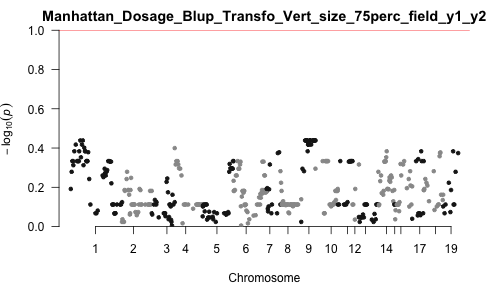 Manhattan_Dosage_Blup_Transfo_Vert_size_75perc_field_y1_y2
1.0
0.8
0.6
0.4
0.2
0.0
− log10(p)
1 2 3 4 5 6 7 8 9 10 12 14 17 19
Chromosome